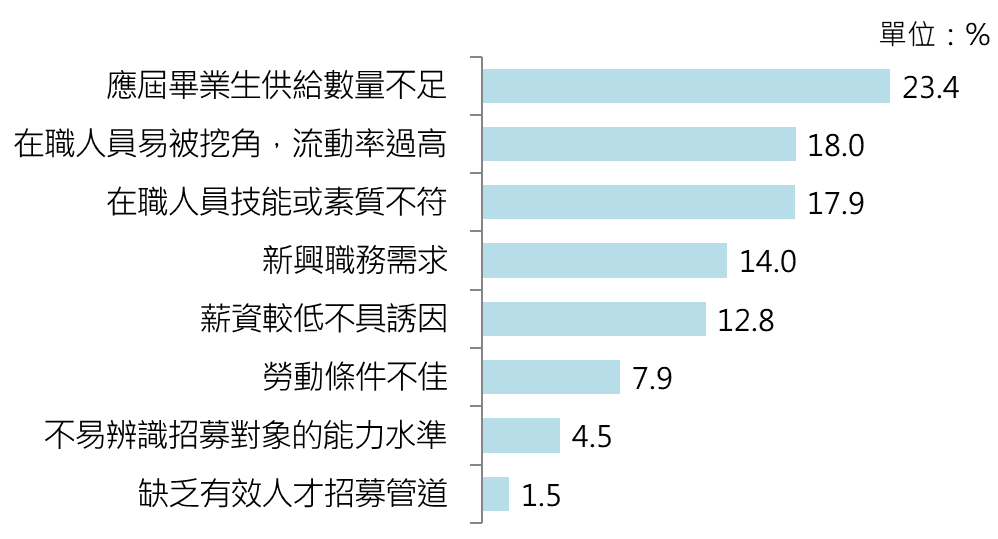 單位：%
應屆畢業生供給數量不足 23.4
在職人員易被挖角，流動率過高 18.0
在職人員技能或素質不符 17.9
新興職務需求 14.0
薪資較低不具誘因 12.8
勞動條件不佳 7.9
不易辨識招募對象的能力水準 4.5
缺乏有效人才招募管道 1.5